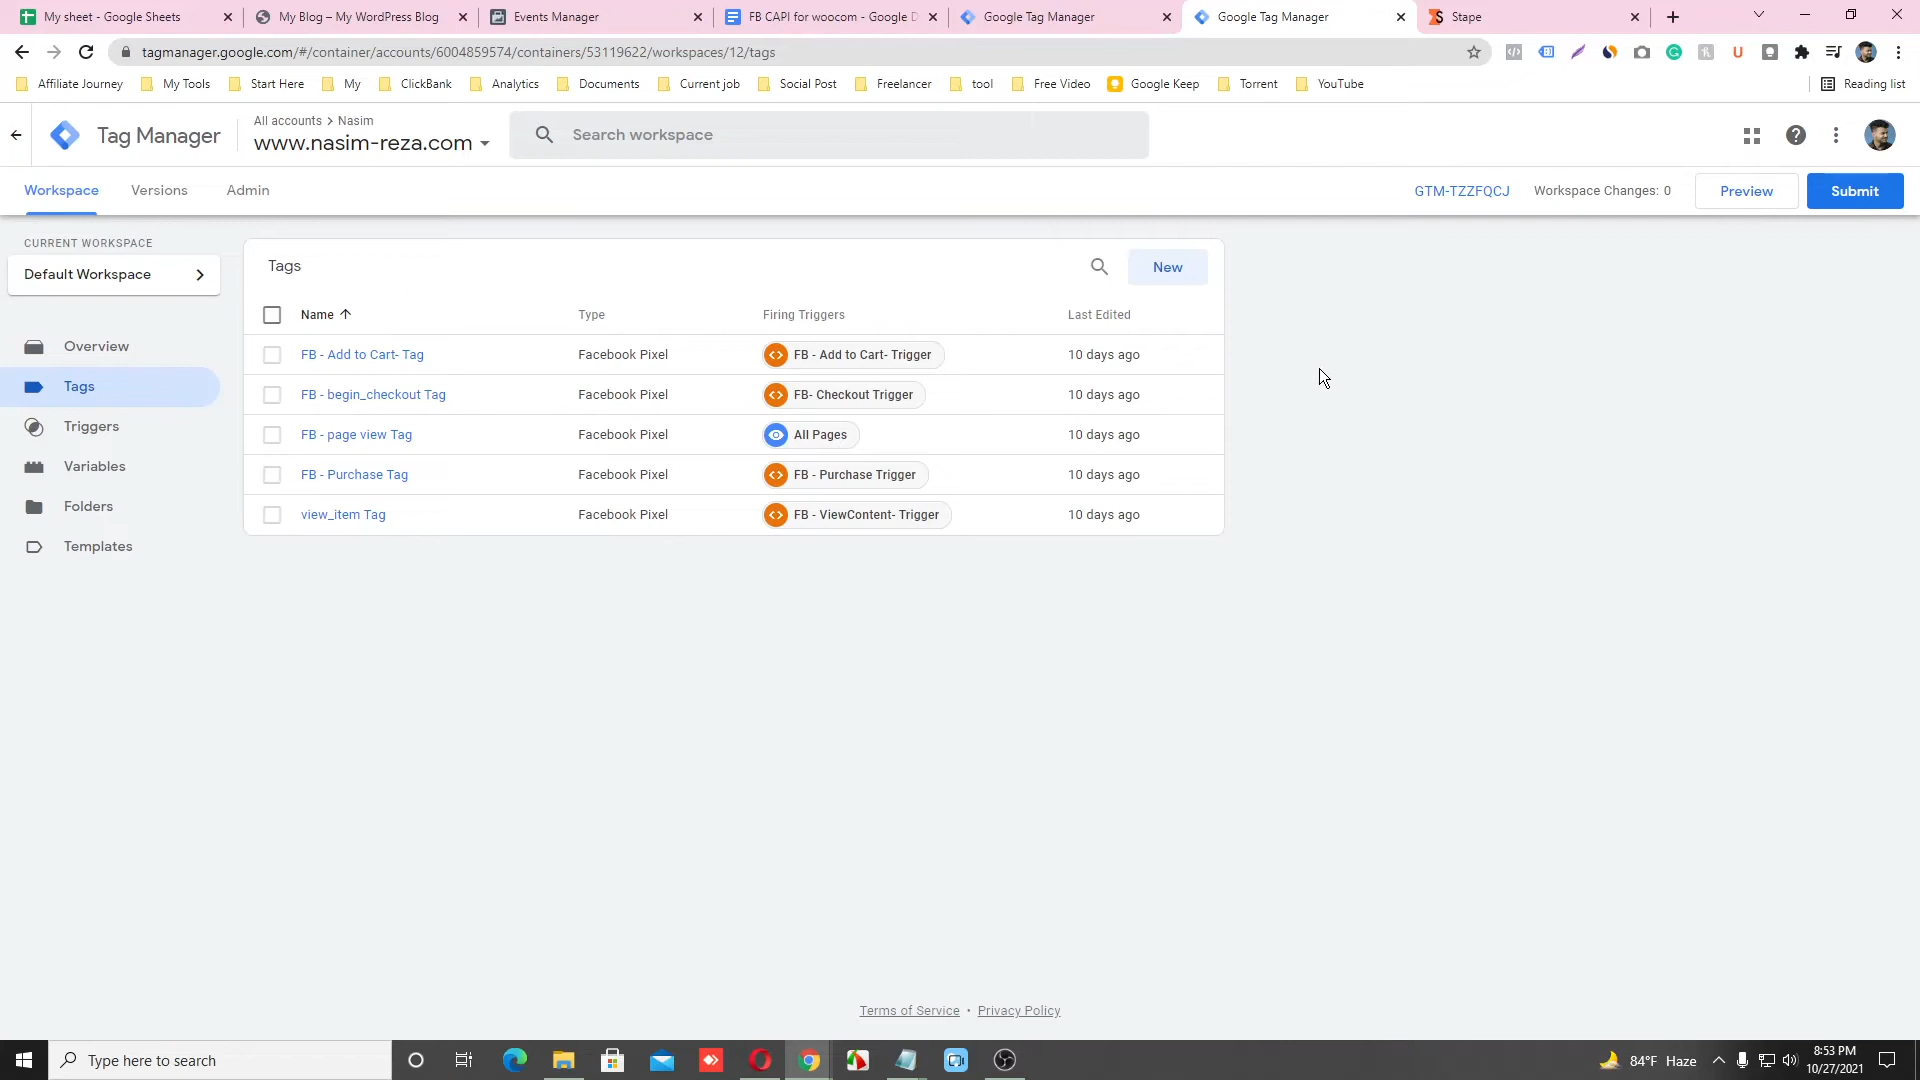 My sheet - Google Sheets
My Blog – My WordPress Blog
Events Manager
FB CAPI for woocom - Google D
Google Tag Manager
Google Tag Manager
Stape
tagmanager.google.com/#/container/accounts/6004859574/containers/53119622/workspaces/12/tags
Affiliate Journey
My Tools
Start Here
My
ClickBank
Analytics
Documents
Current job
Social Post
Freelancer
tool
Free Video
Google Keep
Torrent
YouTube
Reading list
Tag Manager
All accounts > Nasim
www.nasim-reza.com
Search workspace
Workspace
Versions
Admin
GTM-TZZFQCJ
Workspace Changes: 0
Preview
Submit
CURRENT WORKSPACE
Default Workspace
Overview
Tags
Triggers
Variables
Folders
Templates
Tags
New
Name
Type
Firing Triggers
Last Edited
FB - Add to Cart- Tag
Facebook Pixel
FB - Add to Cart- Trigger
10 days ago
FB - begin_checkout Tag
Facebook Pixel
FB- Checkout Trigger
10 days ago
FB - page view Tag
Facebook Pixel
All Pages
10 days ago
FB - Purchase Tag
Facebook Pixel
FB - Purchase Trigger
10 days ago
view_item Tag
Facebook Pixel
FB - ViewContent- Trigger
10 days ago
Terms of Service • Privacy Policy
Type here to search
84°F Haze
8:53 PM
10/27/2021